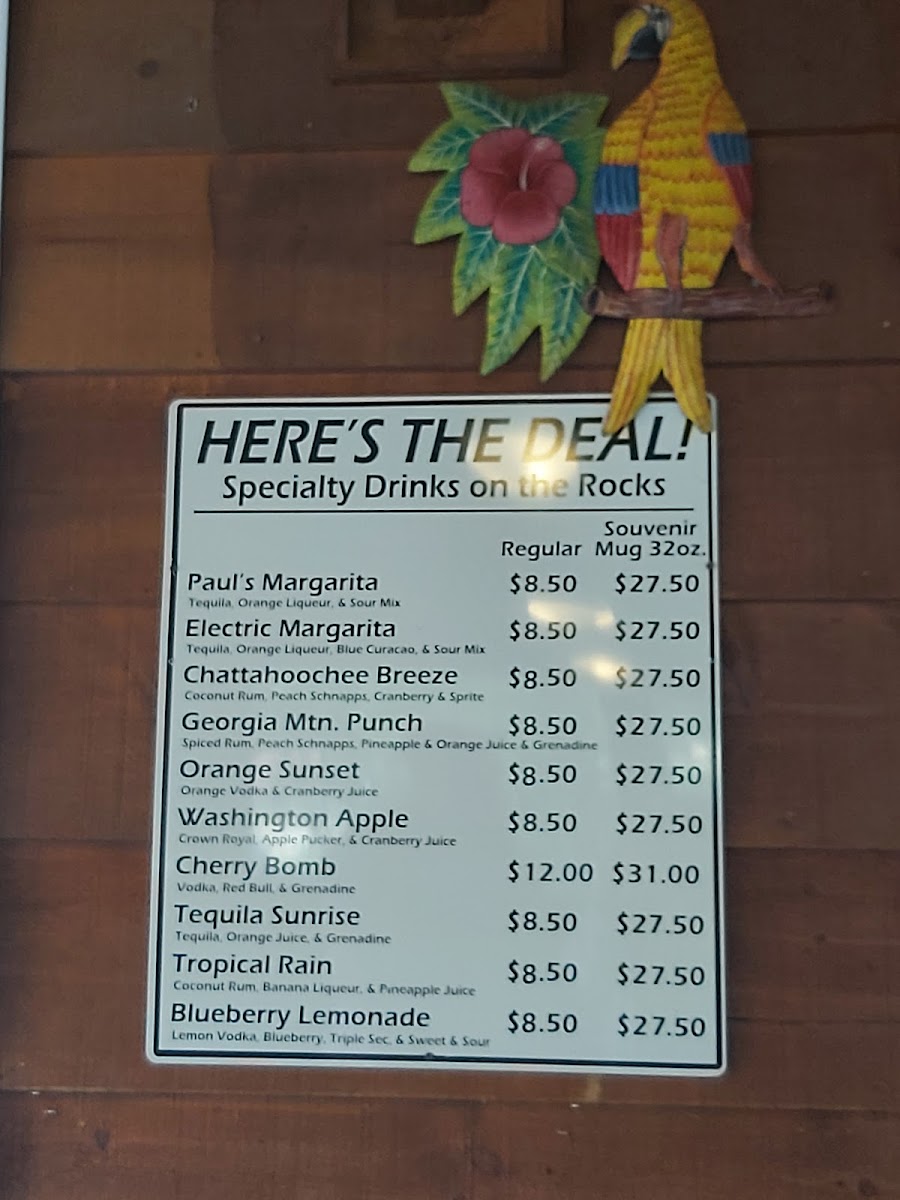 HERE'S THE DEAL!
Specialty Drinks on the Rocks
Souvenir
Regular Mug 32oz.
Paul's Margarita $8.50 $27.50
Tequila, Orange Liqueur, & Sour Mix
Electric Margarita $8.50 $27.50
Tequila, Orange Liqueur, Blue Curacao, & Sour Mix
Chattahoochee Breeze $8.50 $27.50
Coconut Rum, Peach Schnapps, Cranberry & Sprite
Georgia Mtn. Punch $8.50 $27.50
Spiced Rum, Peach Schnapps, Pineapple & Orange Juice & Grenadine
Orange Sunset $8.50 $27.50
Orange Vodka & Cranberry Juice
Washington Apple $8.50 $27.50
Crown Royal, Apple Pucker, & Cranberry Juice
Cherry Bomb $12.00 $31.00
Vodka, Red Bull, & Grenadine
Tequila Sunrise $8.50 $27.50
Tequila, Orange Juice, & Grenadine
Tropical Rain $8.50 $27.50
Coconut Rum, Banana Liqueur, & Pineapple Juice
Blueberry Lemonade $8.50 $27.50
Lemon Vodka, Blueberry, Triple Sec, & Sweet & Sour